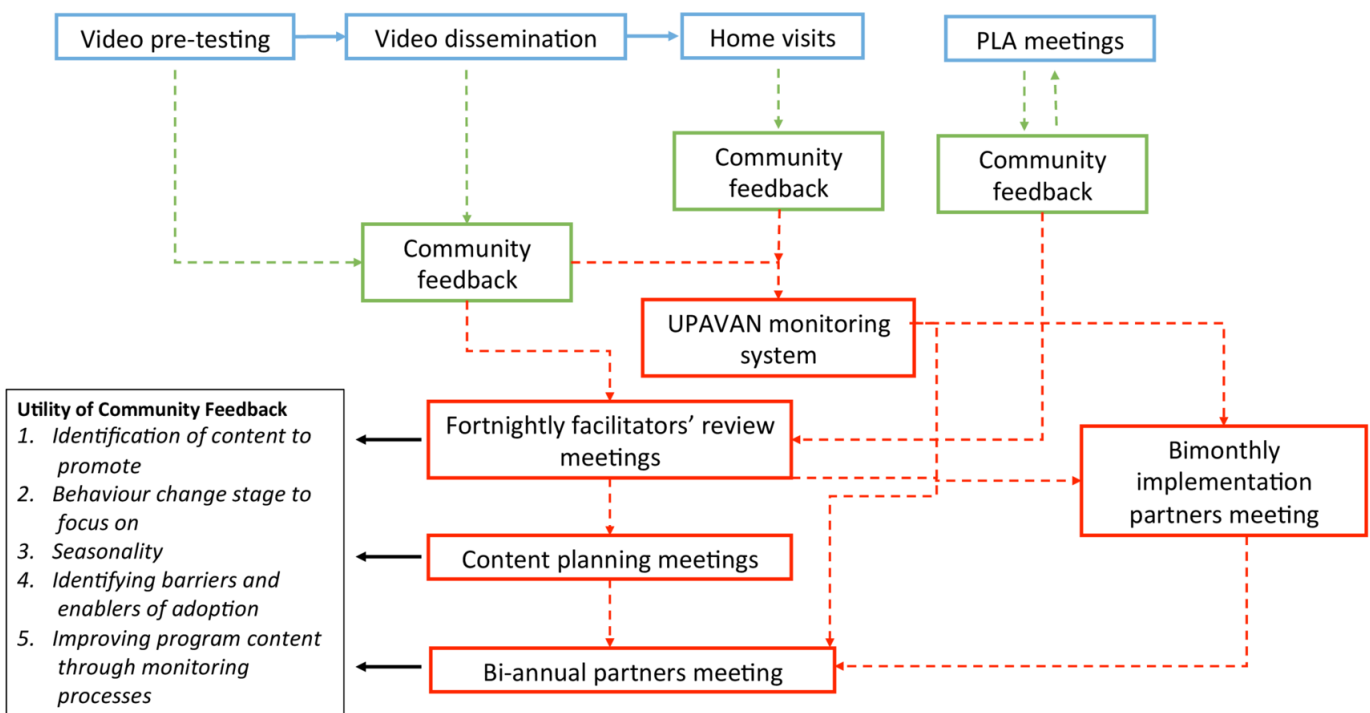 Video pre-testing
Video dissemination
Home visits
PLA meetings
Community
feedback
Community
feedback
Community
feedback
UPAVAN monitoring
system
Utility of Community Feedback
1. Identification of content to
promote
2. Behaviour change stage to
focus on
3. Seasonality
4. Identifying barriers and
enablers of adoption
5. Improving program content
through monitoring
processes
Fortnightly facilitators’ review
meetings
Bimonthly
implementation
partners meeting
Content planning meetings
Bi-annual partners meeting